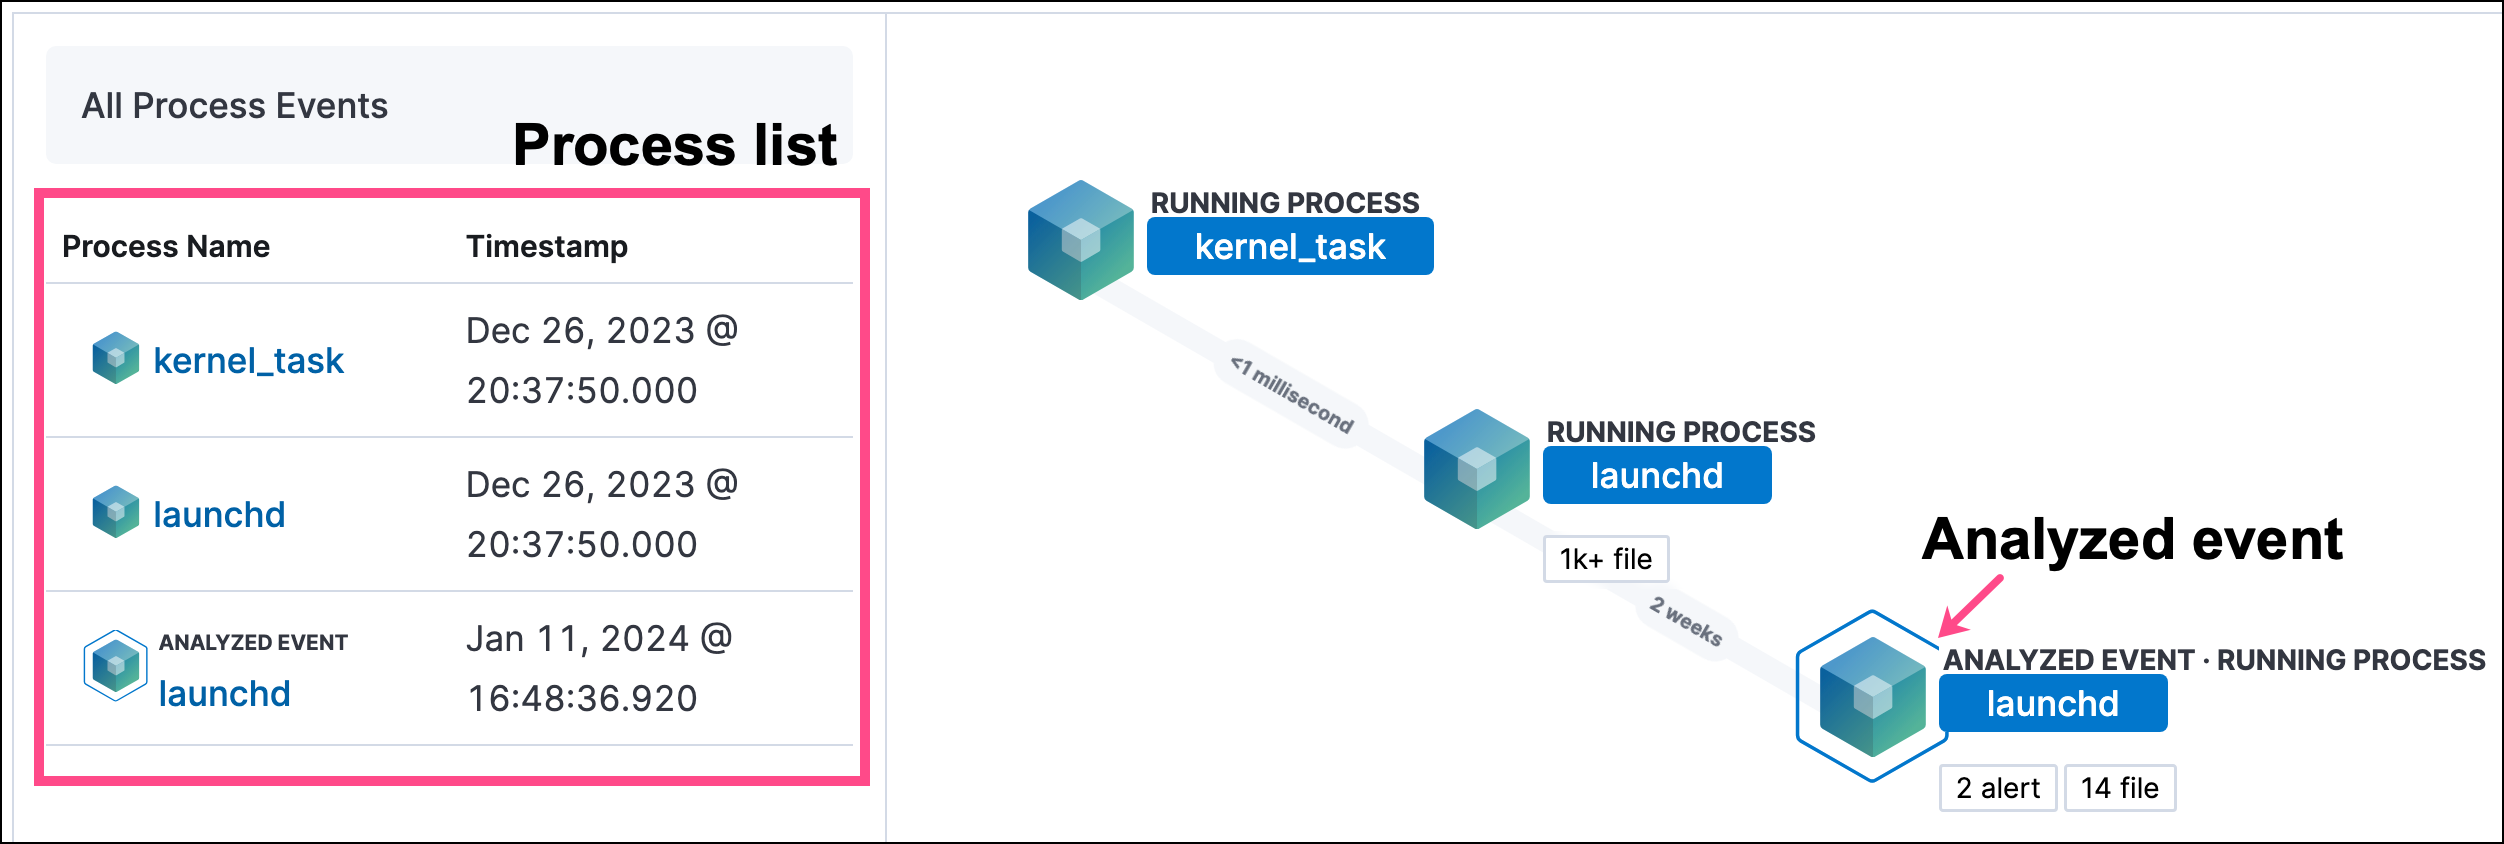 All Process Events
Process list
Process Name
Timestamp
kernel_task
Dec 26, 2023 @
20:37:50.000
launchd
Dec 26, 2023 @
20:37:50.000
ANALYZED EVENT
launchd
Jan 11, 2024 @
16:48:36.920
RUNNING PROCESS
kernel_task
<1 millisecond
RUNNING PROCESS
launchd
1k+ file
2 weeks
Analyzed event
ANALYZED EVENT · RUNNING PROCESS
launchd
2 alert
14 file